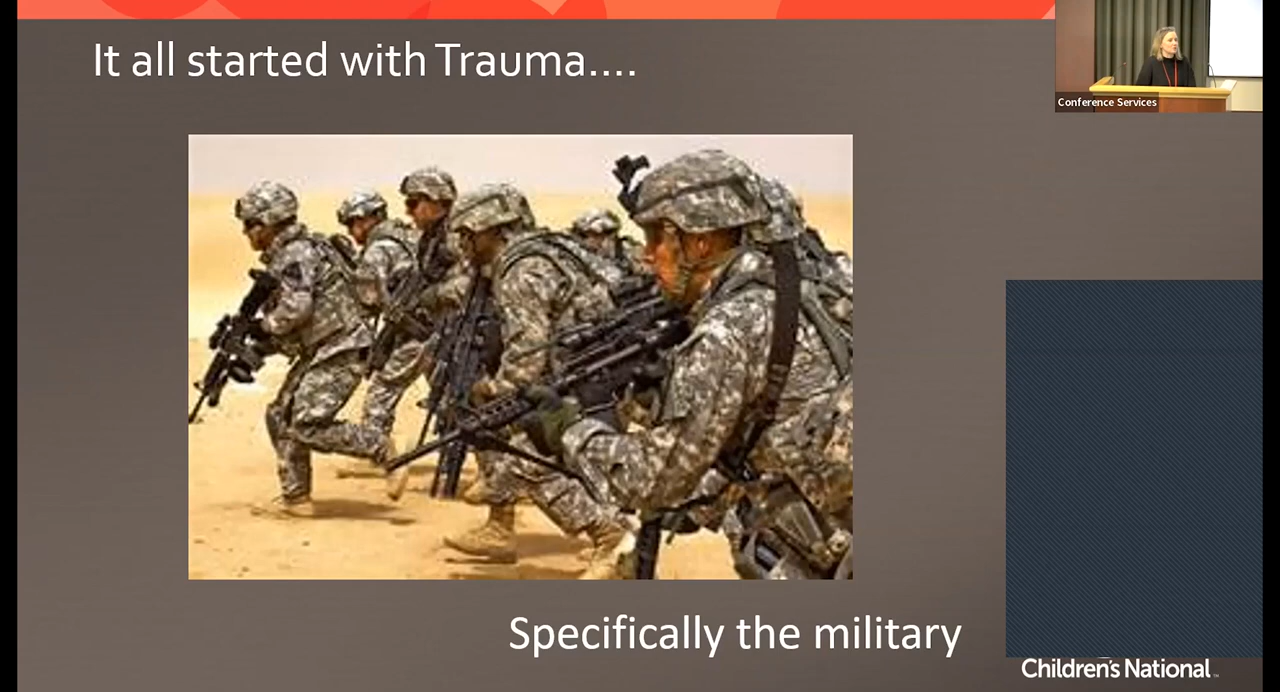 It all started with Trauma....
Conference Services
Specifically the military
Children's National